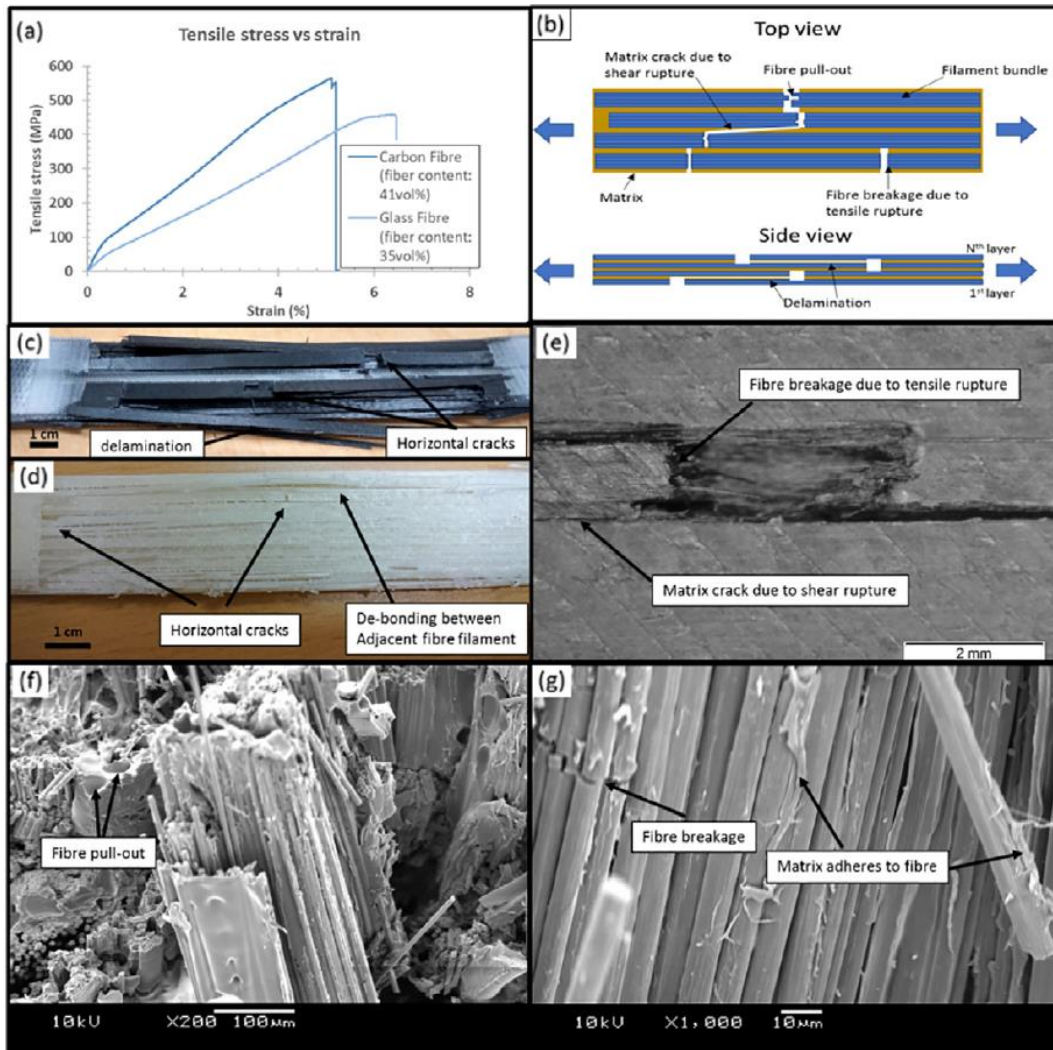 (a)
Tensile stress vs strain
Tensile stress (MPa)
600
500
400
300
200
100
0
0
2
4
6
8
Strain (%)
Carbon Fibre
(fiber content:
41vol%)
Glass Fibre
(fiber content:
35vol%)
(b)
Top view
Matrix crack due to
shear rupture
Fibre pull-out
Filament bundle
Matrix
Fibre breakage due to
tensile rupture
Side view
Nth layer
1st layer
Delamination
(c)
1 cm
delamination
Horizontal cracks
(d)
1 cm
Horizontal cracks
De-bonding between
Adjacent fibre filament
(e)
Fibre breakage due to tensile rupture
Matrix crack due to shear rupture
2 mm
(f)
Fibre pull-out
10kV X200 100μm
(g)
Fibre breakage
Matrix adheres to fibre
10kV X1,000 10μm